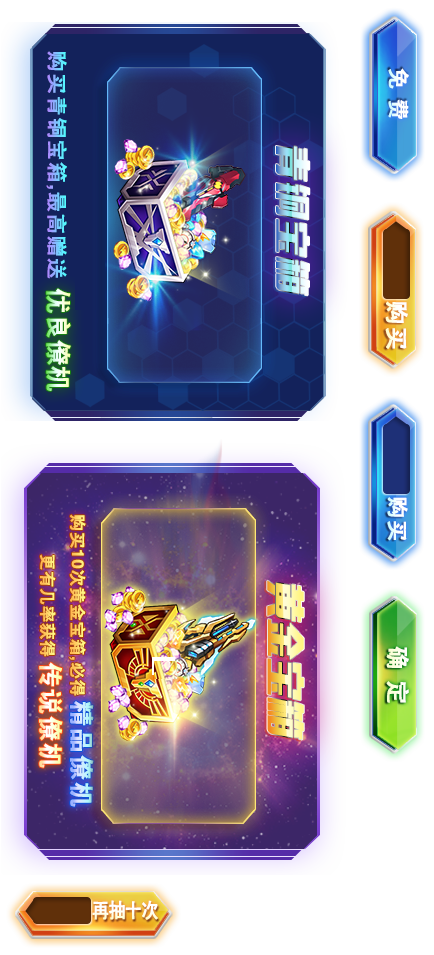 青铜宝箱
购买青铜宝箱,最高赠送 优良僚机
黄金宝箱
购买10次黄金宝箱,必得 精品僚机
更有几率获得 传说僚机
免费
购买
购买
确定
再抽十次